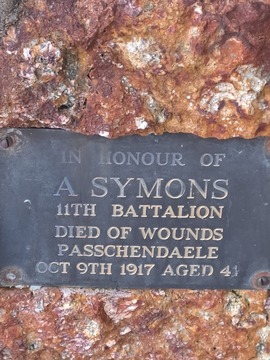 IN HONOUR OF
A SYMONS
11TH BATTALION
DIED OF WOUNDS
PASSCHENDAELE
OCT 9TH 1917 AGED 41